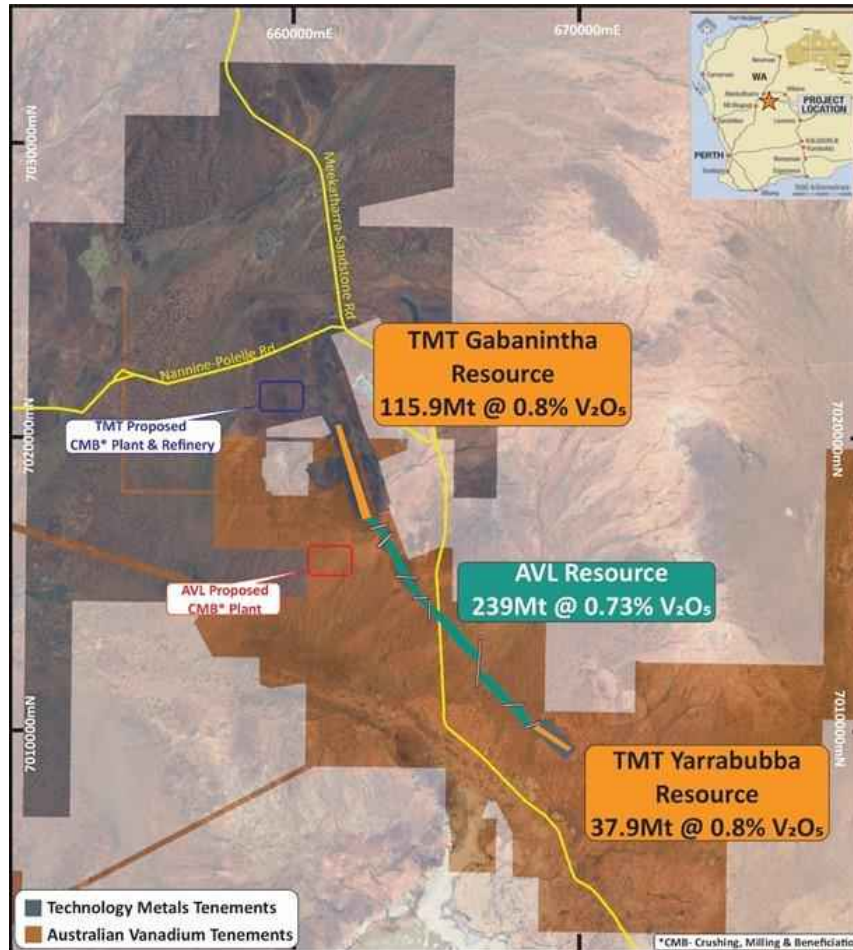 660000mE
670000mE
WA
PROJECT
LOCATION
PERTH
7030000mN
Meekatharra-Sandstone Rd
Nannine-Polelle Rd
TMT Gabanintha
Resource
115.9Mt @ 0.8% V₂O₅
TMT Proposed
CMB* Plant & Refinery
7020000mN
7020000mN
AVL Proposed
CMB* Plant
AVL Resource
239Mt @ 0.73% V₂O₅
7010000mN
7010000mN
TMT Yarrabubba
Resource
37.9Mt @ 0.8% V₂O₅
Technology Metals Tenements
Australian Vanadium Tenements
*CMB- Crushing, Milling & Beneficiatio